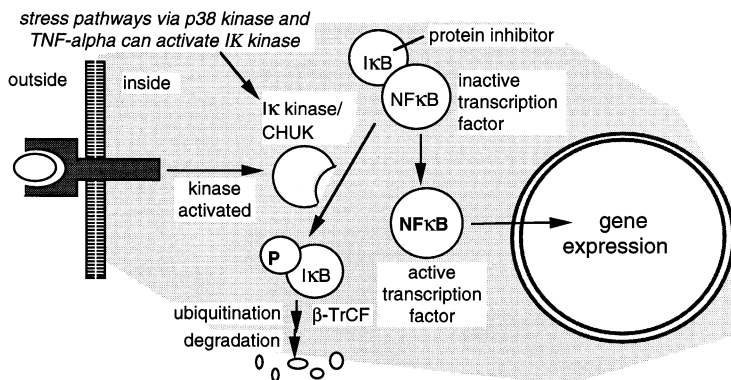 stress pathways via p38 kinase and
TNF-alpha can activate IK kinase
outside
inside
Iκ kinase/
CHUK
kinase
activated
IκB
protein inhibitor
NFκB
inactive
transcription
factor
NFκB
active
transcription
factor
gene
expression
P
IκB
ubiquitination
β-TrCF
degradation